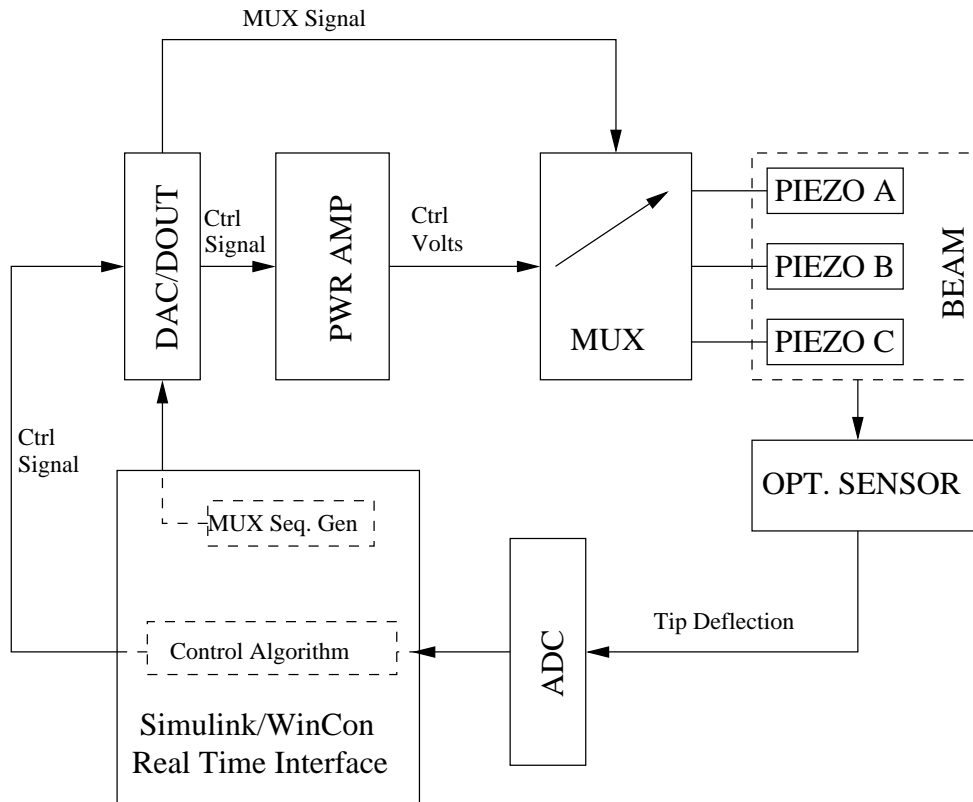 MUX Signal
DAC/DOUT
Ctrl
Signal
PWR AMP
Ctrl
Volts
MUX
PIEZO A
PIEZO B
PIEZO C
BEAM
Ctrl
Signal
MUX Seq. Gen
Control Algorithm
Simulink/WinCon
Real Time Interface
ADC
Tip Deflection
OPT. SENSOR